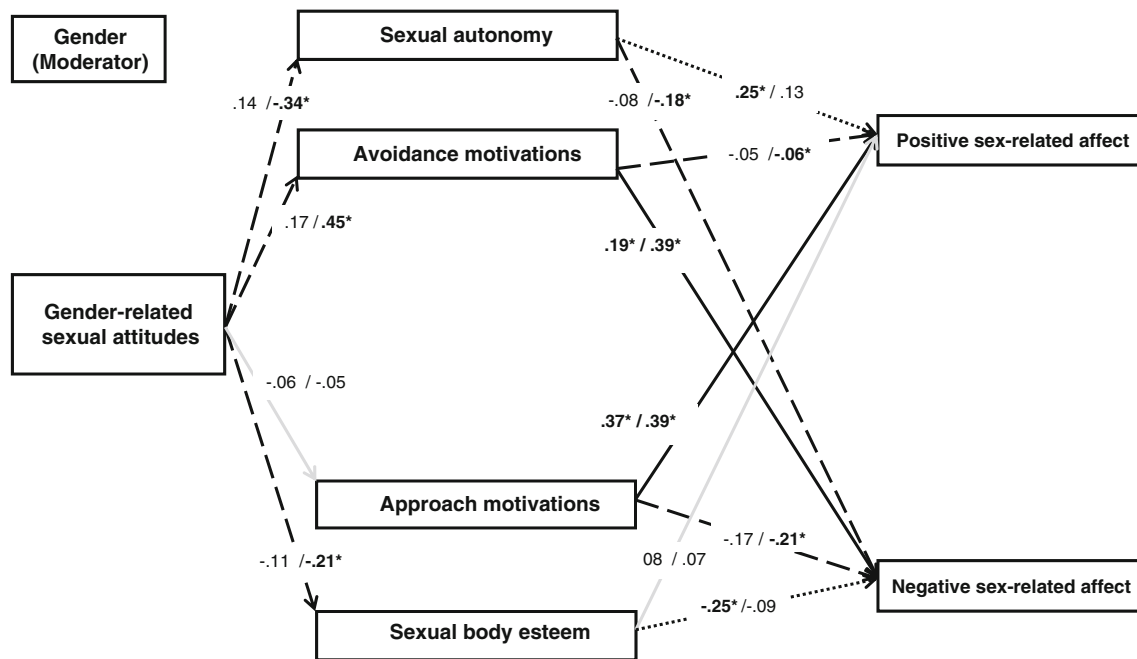 Gender
(Moderator)
Sexual autonomy
.14 /-.34*
-.08 /-.18*
.25* / .13
Positive sex-related affect
Avoidance motivations
-.05 /-.06*
.17 / .45*
.19* / .39*
Gender-related
sexual attitudes
-.06 / -.05
.37* / .39*
Approach motivations
-.17 / -.21*
-.11 /-.21*
08 / .07
Negative sex-related affect
-.25* /-.09
Sexual body esteem